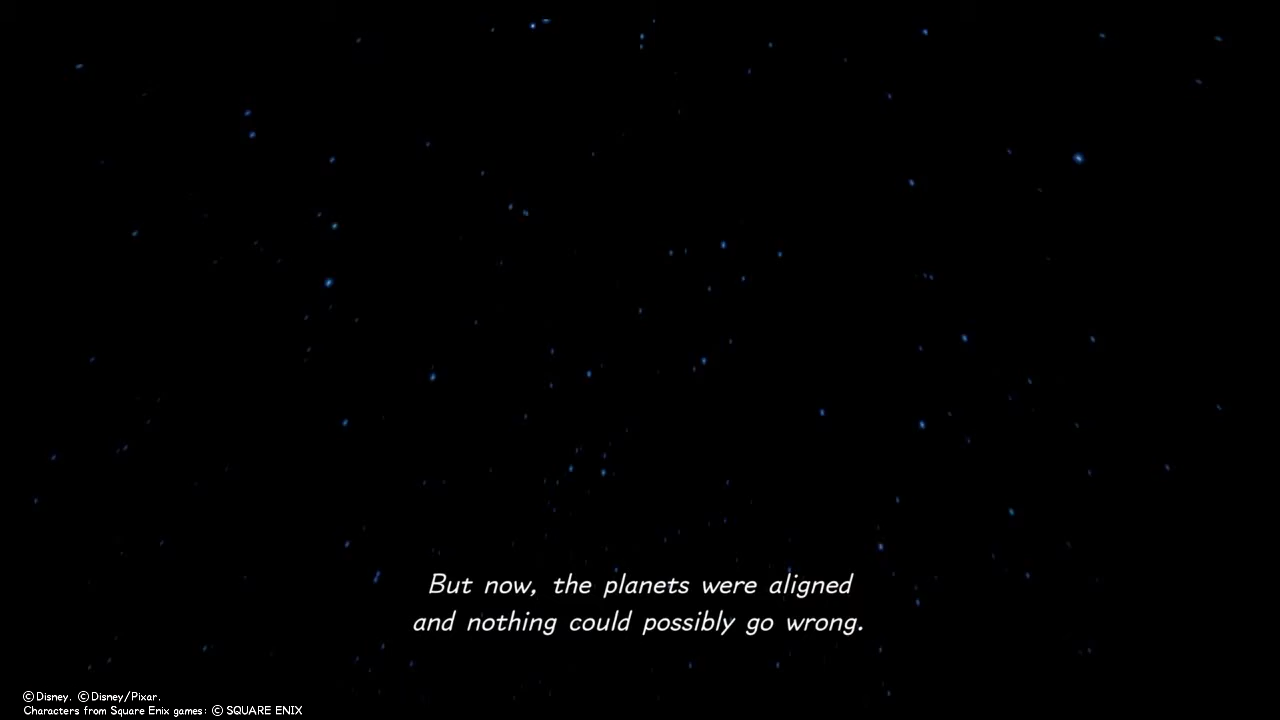 But now, the planets were aligned
and nothing could possibly go wrong.
©Disney. ©Disney/Pixar.
Characters from Square Enix games: © SQUARE ENIX